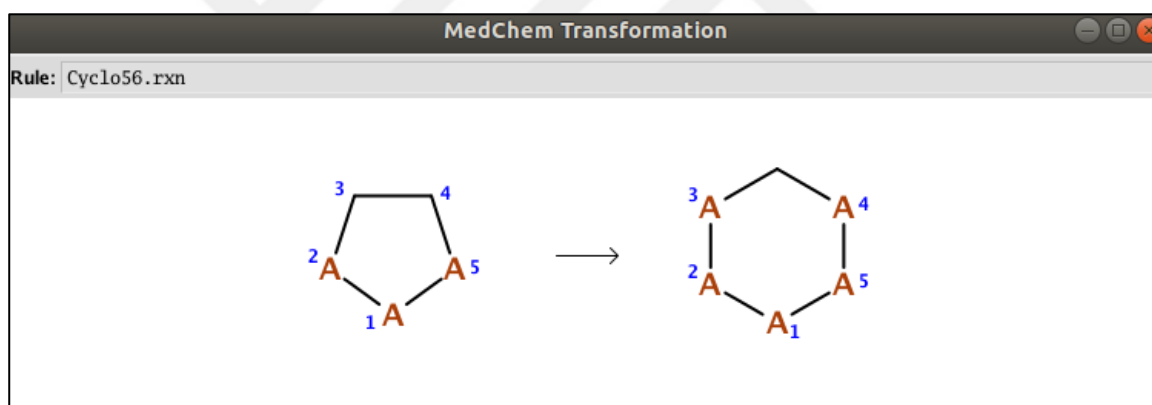 MedChem Transformation
Rule: Cyclo56.rxn
3 4
2 A A 5
1 A
3 A A 4
2 A A 5
A 1